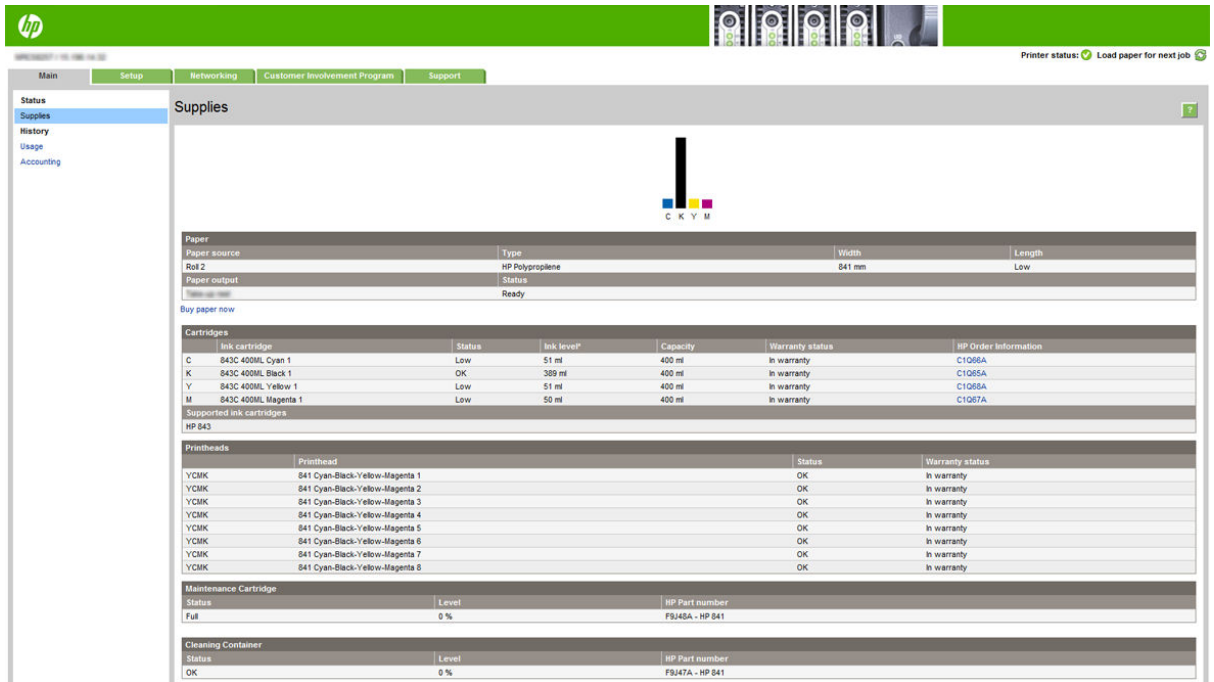 hp
Printer status: Load paper for next job
Main Setup Networking Customer Involvement Program Support
Status
Supplies
History
Usage
Accounting
Supplies
?
C K Y M
Paper
Paper source Type Width Length
Roll 2 HP Polypropilene 841 mm Low
Paper output Status
Ready
Buy paper now
Cartridges
Ink cartridge Status Ink level* Capacity Warranty status HP Order Information
C 843C 400ML Cyan 1 Low 51 ml 400 ml In warranty C1Q66A
K 843C 400ML Black 1 OK 389 ml 400 ml In warranty C1Q65A
Y 843C 400ML Yellow 1 Low 51 ml 400 ml In warranty C1Q68A
M 843C 400ML Magenta 1 Low 50 ml 400 ml In warranty C1Q67A
Supported ink cartridges
HP 843
Printheads
Printhead Status Warranty status
YCMK 841 Cyan-Black-Yellow-Magenta 1 OK In warranty
YCMK 841 Cyan-Black-Yellow-Magenta 2 OK In warranty
YCMK 841 Cyan-Black-Yellow-Magenta 3 OK In warranty
YCMK 841 Cyan-Black-Yellow-Magenta 4 OK In warranty
YCMK 841 Cyan-Black-Yellow-Magenta 5 OK In warranty
YCMK 841 Cyan-Black-Yellow-Magenta 6 OK In warranty
YCMK 841 Cyan-Black-Yellow-Magenta 7 OK In warranty
YCMK 841 Cyan-Black-Yellow-Magenta 8 OK In warranty
Maintenance Cartridge
Status Level HP Part number
Full 0 % F9J48A - HP 841
Cleaning Container
Status Level HP Part number
OK 0 % F9J47A - HP 841